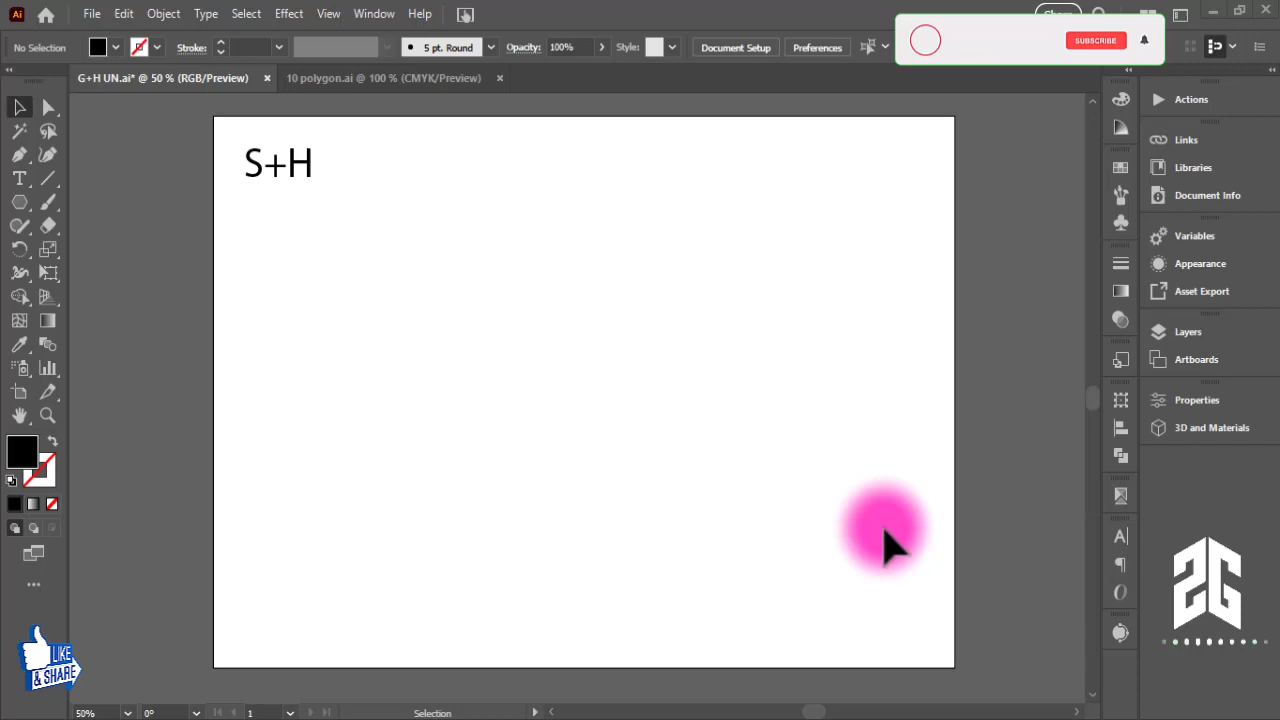 Ai File Edit Object Type Select Effect View Window Help
No Selection Stroke: 5 pt. Round Opacity: 100% Style: Document Setup Preferences SUBSCRIBE
G+H UN.ai* @ 50 % (RGB/Preview) × 10 polygon.ai @ 100 % (CMYK/Preview) ×
S+H
Actions
Links
Libraries
Document Info
Variables
Appearance
Asset Export
Layers
Artboards
Properties
3D and Materials
LIKE
& SHARE
SG
50% 0° 1 Selection